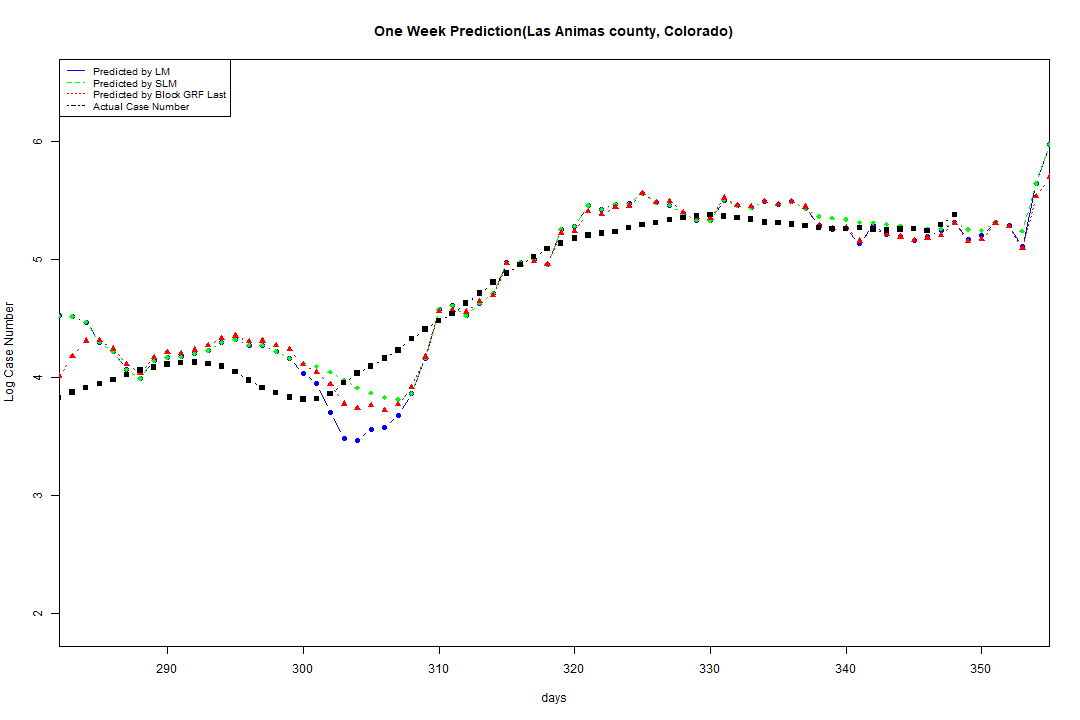 One Week Prediction(Las Animas county, Colorado)
Predicted by LM
Predicted by SLM
Predicted by Block GRF Last
Actual Case Number
6
5
4
3
2
Log Case Number
290 300 310 320 330 340 350
days